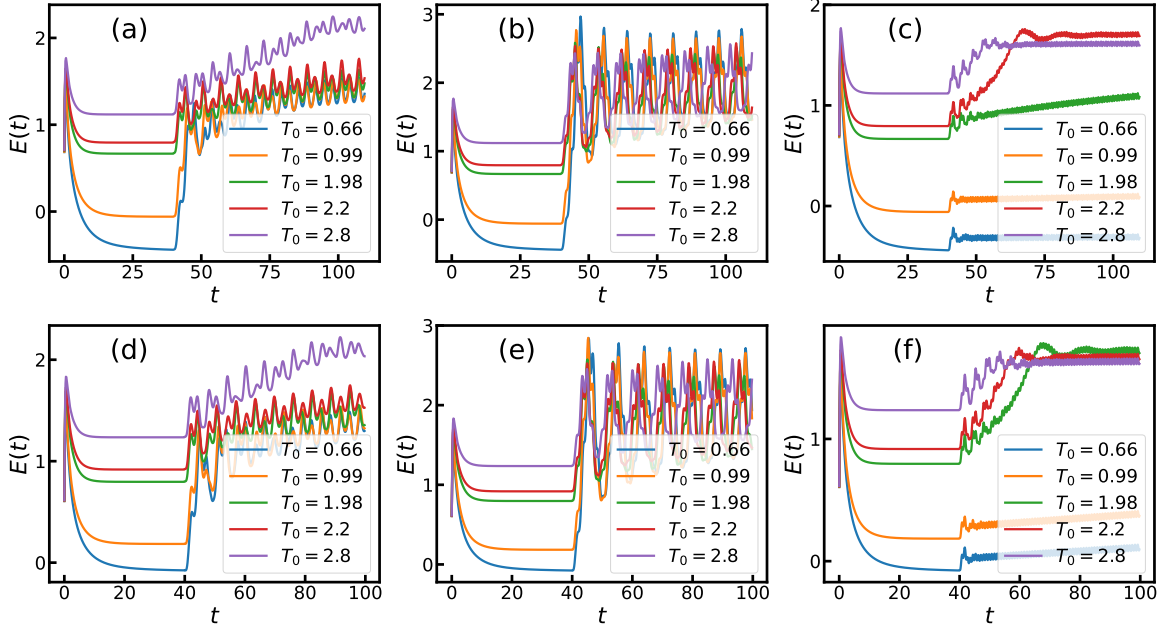 (a)
E(t)
2
1
0
0
25
50
75
100
t
T₀ = 0.66
T₀ = 0.99
T₀ = 1.98
T₀ = 2.2
T₀ = 2.8
(b)
E(t)
3
2
1
0
0
25
50
75
100
t
T₀ = 0.66
T₀ = 0.99
T₀ = 1.98
T₀ = 2.2
T₀ = 2.8
(c)
E(t)
2
1
0
0
25
50
75
100
t
T₀ = 0.66
T₀ = 0.99
T₀ = 1.98
T₀ = 2.2
T₀ = 2.8
(d)
E(t)
2
1
0
0
20
40
60
80
100
t
T₀ = 0.66
T₀ = 0.99
T₀ = 1.98
T₀ = 2.2
T₀ = 2.8
(e)
E(t)
3
2
1
0
0
20
40
60
80
100
t
T₀ = 0.66
T₀ = 0.99
T₀ = 1.98
T₀ = 2.2
T₀ = 2.8
(f)
E(t)
1
0
0
20
40
60
80
100
t
T₀ = 0.66
T₀ = 0.99
T₀ = 1.98
T₀ = 2.2
T₀ = 2.8